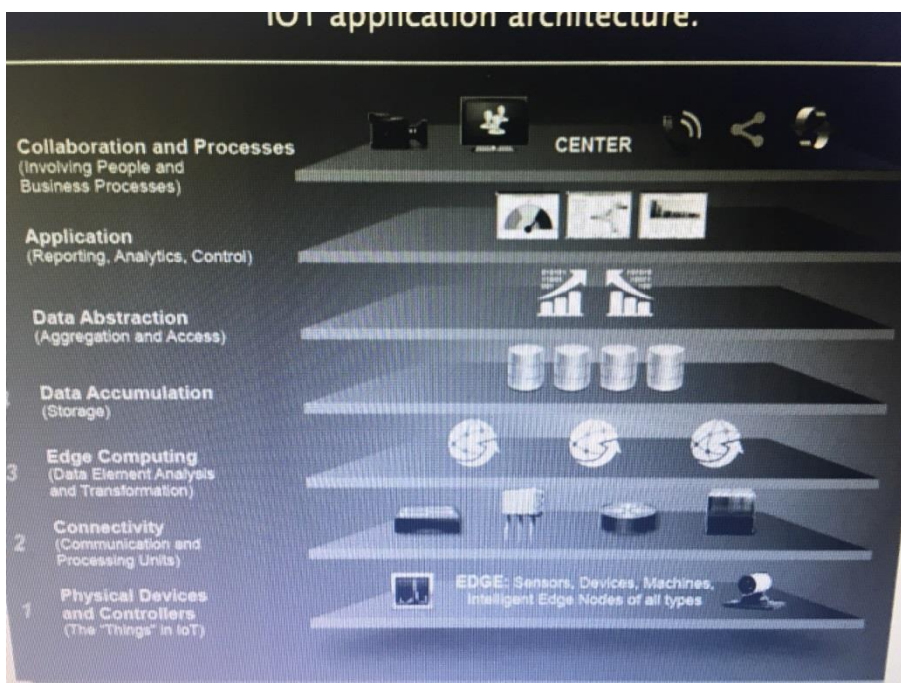 IOT application architecture.
Collaboration and Processes
(Involving People and
Business Processes)
CENTER
Application
(Reporting, Analytics, Control)
Data Abstraction
(Aggregation and Access)
Data Accumulation
(Storage)
3
Edge Computing
(Data Element Analysis
and Transformation)
2
Connectivity
(Communication and
Processing Units)
1
Physical Devices
and Controllers
(The "Things" in IoT)
EDGE: Sensors, Devices, Machines,
Intelligent Edge Nodes of all types